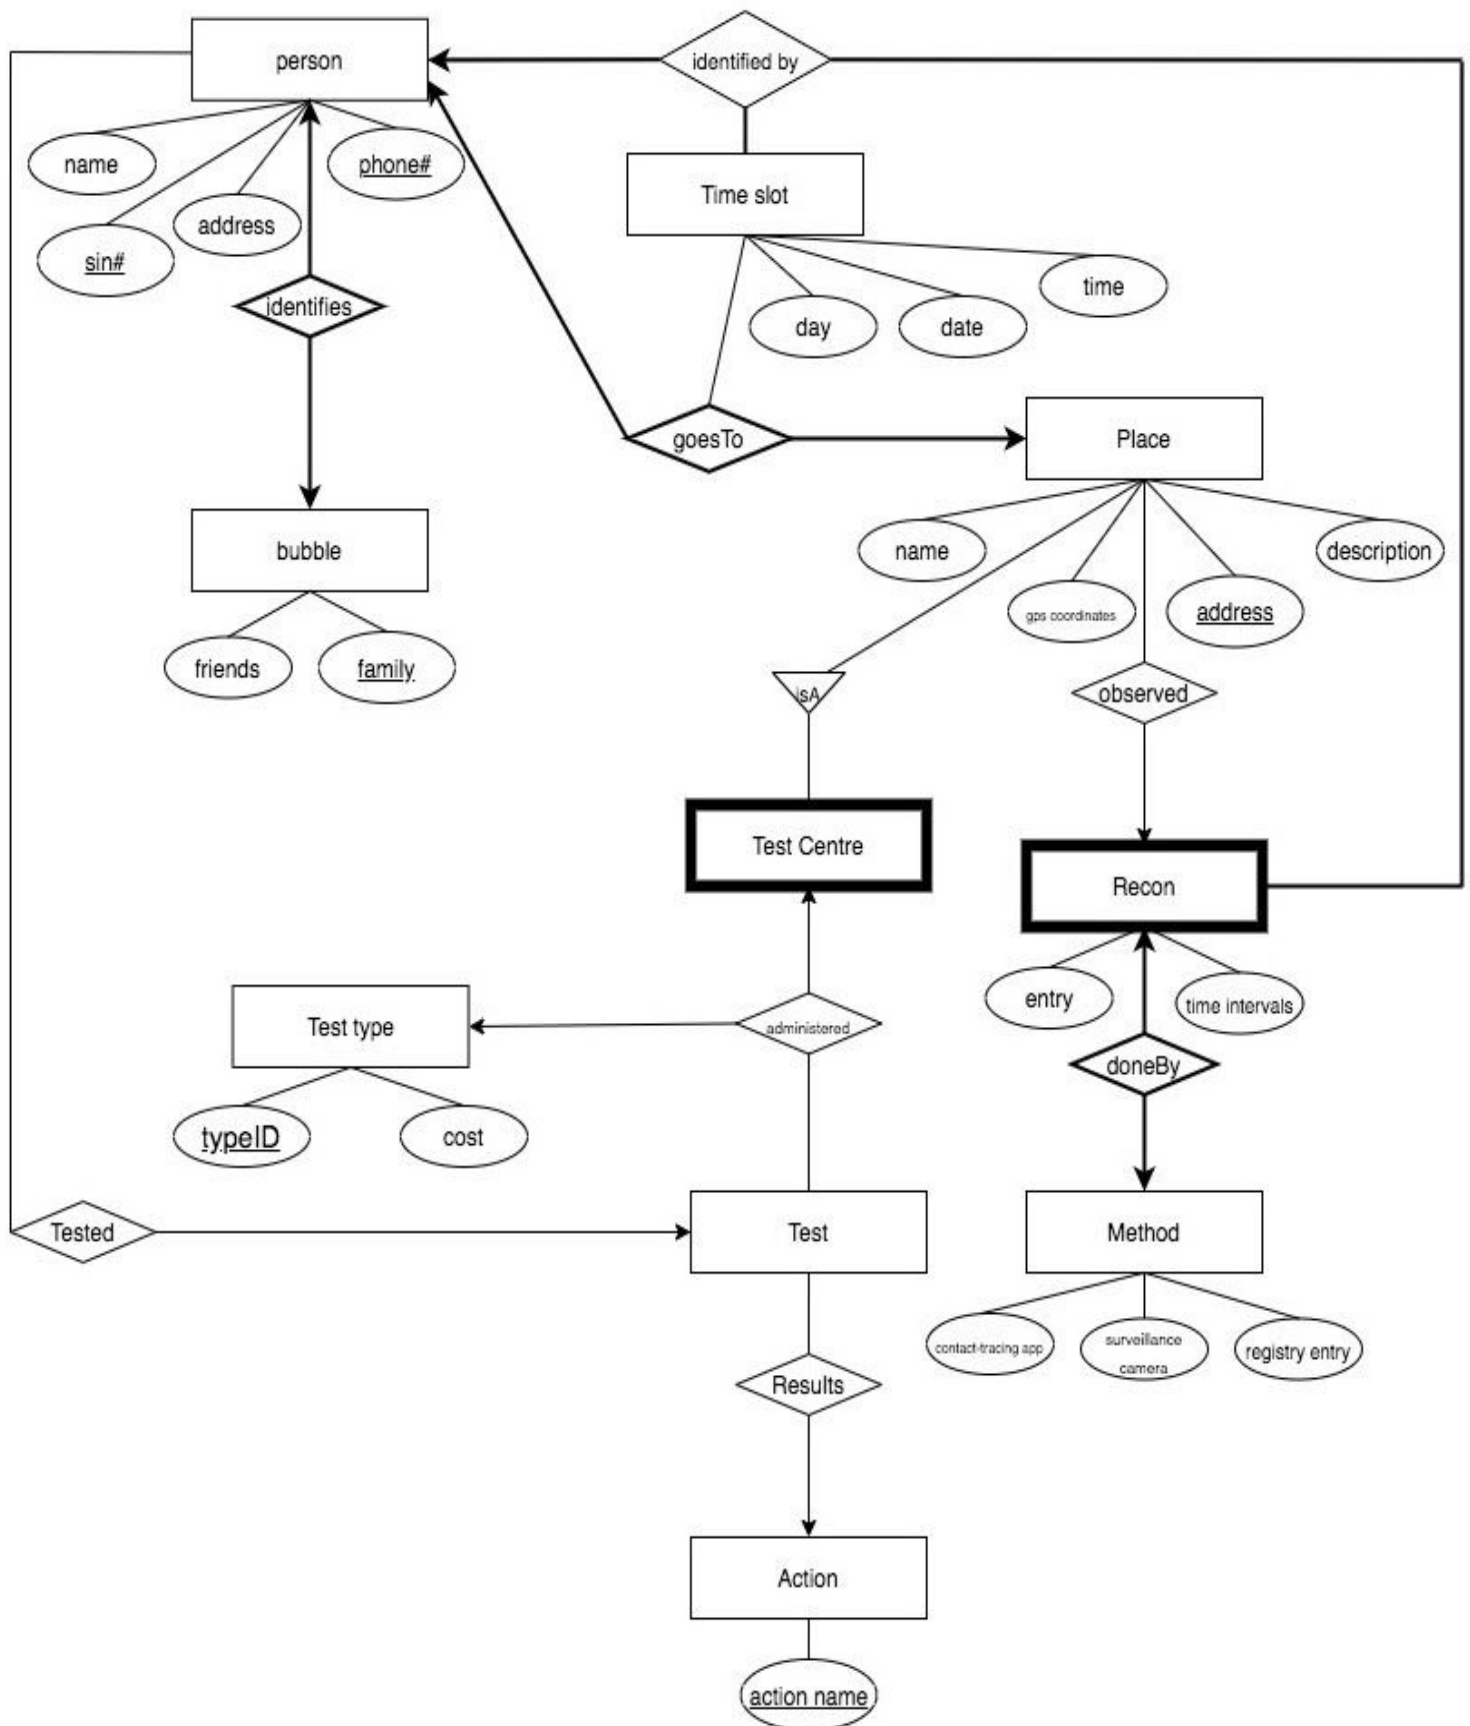 person
identified by
name
phone#
address
sin#
Time slot
identifies
day
date
time
goesTo
Place
bubble
name
gps coordinates
address
description
friends
family
isA
observed
Test Centre
Recon
entry
time intervals
Test type
administered
doneBy
typeID
cost
Tested
Test
Method
contact-tracing app
surveillance
camera
registry entry
Results
Action
action name